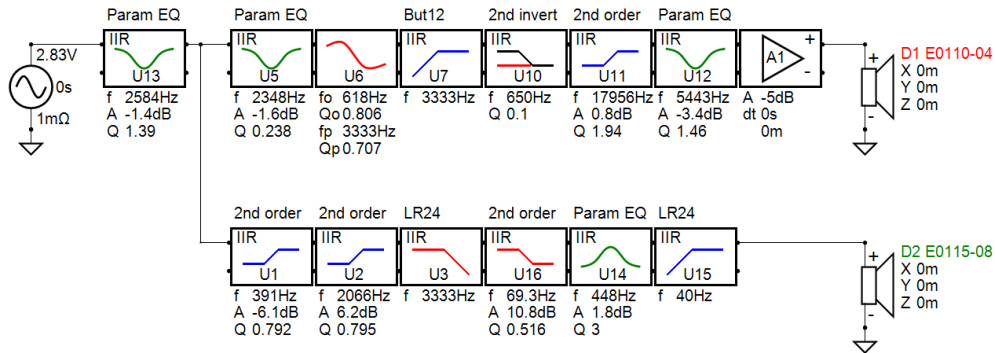 Param EQ Param EQ But12 2nd invert 2nd order Param EQ
2.83V
0s
1mΩ
IIR IIR IIR IIR IIR IIR IIR
U13 U5 U6 U7 U10 U11 U12
A1
+
-
D1 E0110-04
X 0m
Y 0m
Z 0m
+
-
f 2584Hz
A -1.4dB
Q 1.39
f 2348Hz
A -1.6dB
Q 0.238
fo 618Hz
Qo 0.806
fp 3333Hz
Qp 0.707
f 3333Hz
f 650Hz
Q 0.1
f 17956Hz
A 0.8dB
Q 1.94
f 5443Hz
A -3.4dB
Q 1.46
A -5dB
dt 0s
0m
2nd order 2nd order LR24 2nd order Param EQ LR24
IIR IIR IIR IIR IIR IIR
U1 U2 U3 U16 U14 U15
D2 E0115-08
X 0m
Y 0m
Z 0m
+
-
f 391Hz
A -6.1dB
Q 0.792
f 2066Hz
A 6.2dB
Q 0.795
f 3333Hz
f 69.3Hz
A 10.8dB
Q 0.516
f 448Hz
A 1.8dB
Q 3
f 40Hz